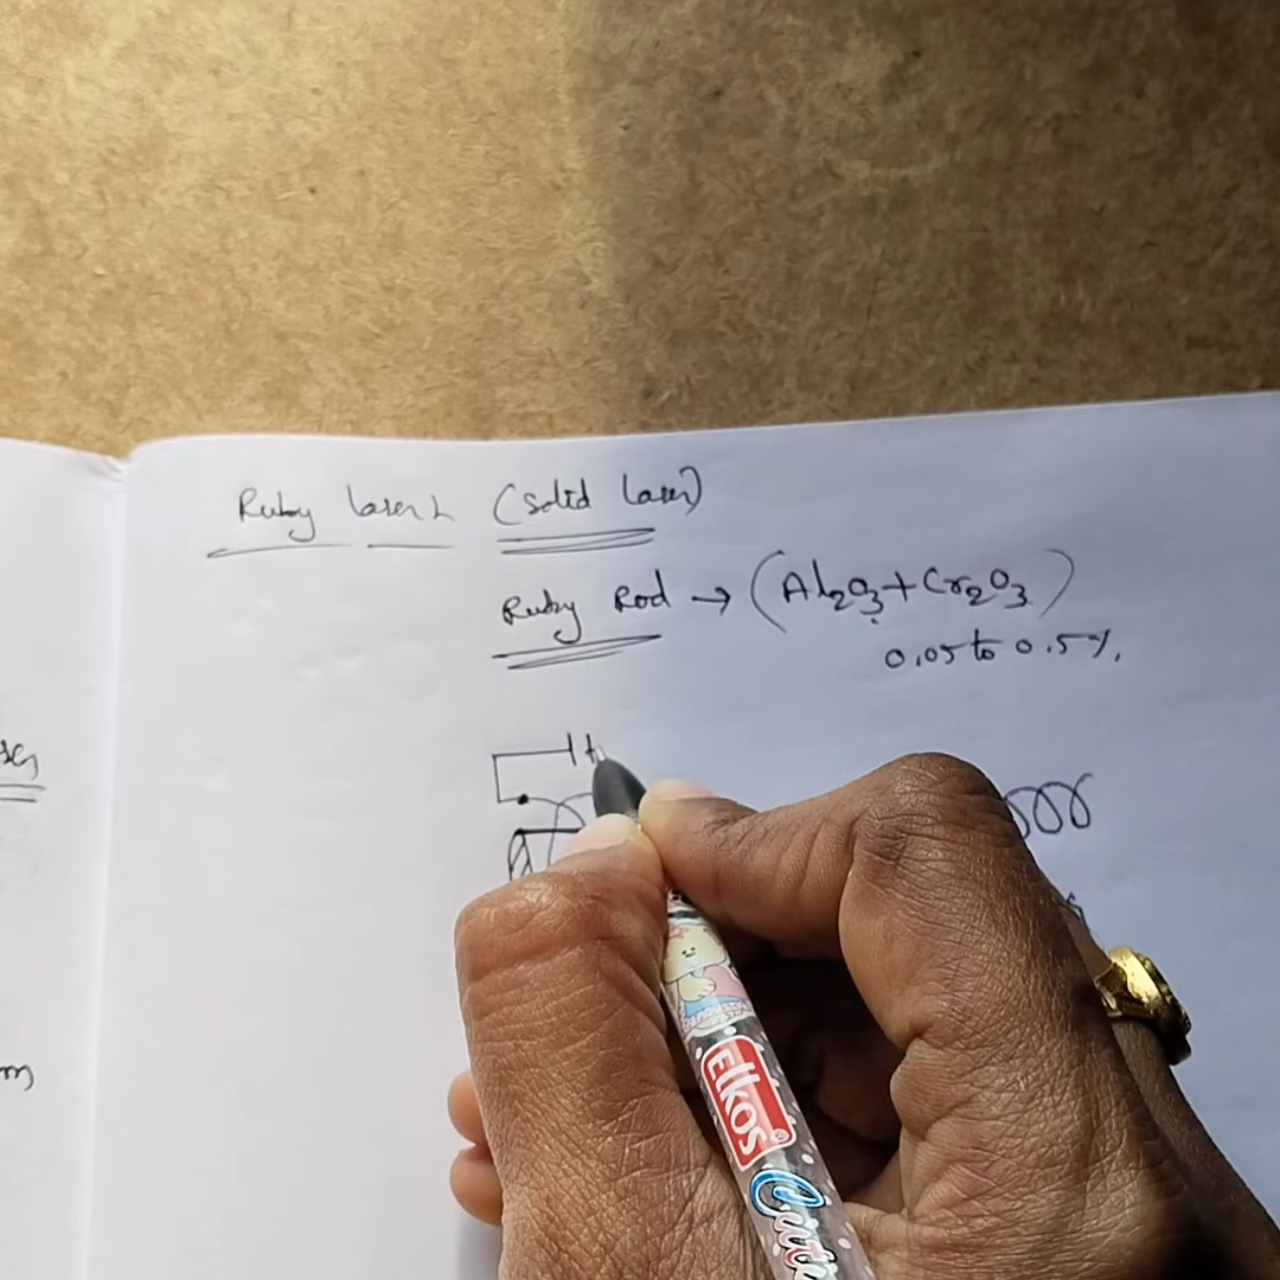 Ruby laser (solid laser)
Ruby Rod → (Al₂O₃+Cr₂O₃)
0.05 to 0.5%.
m
Elkos